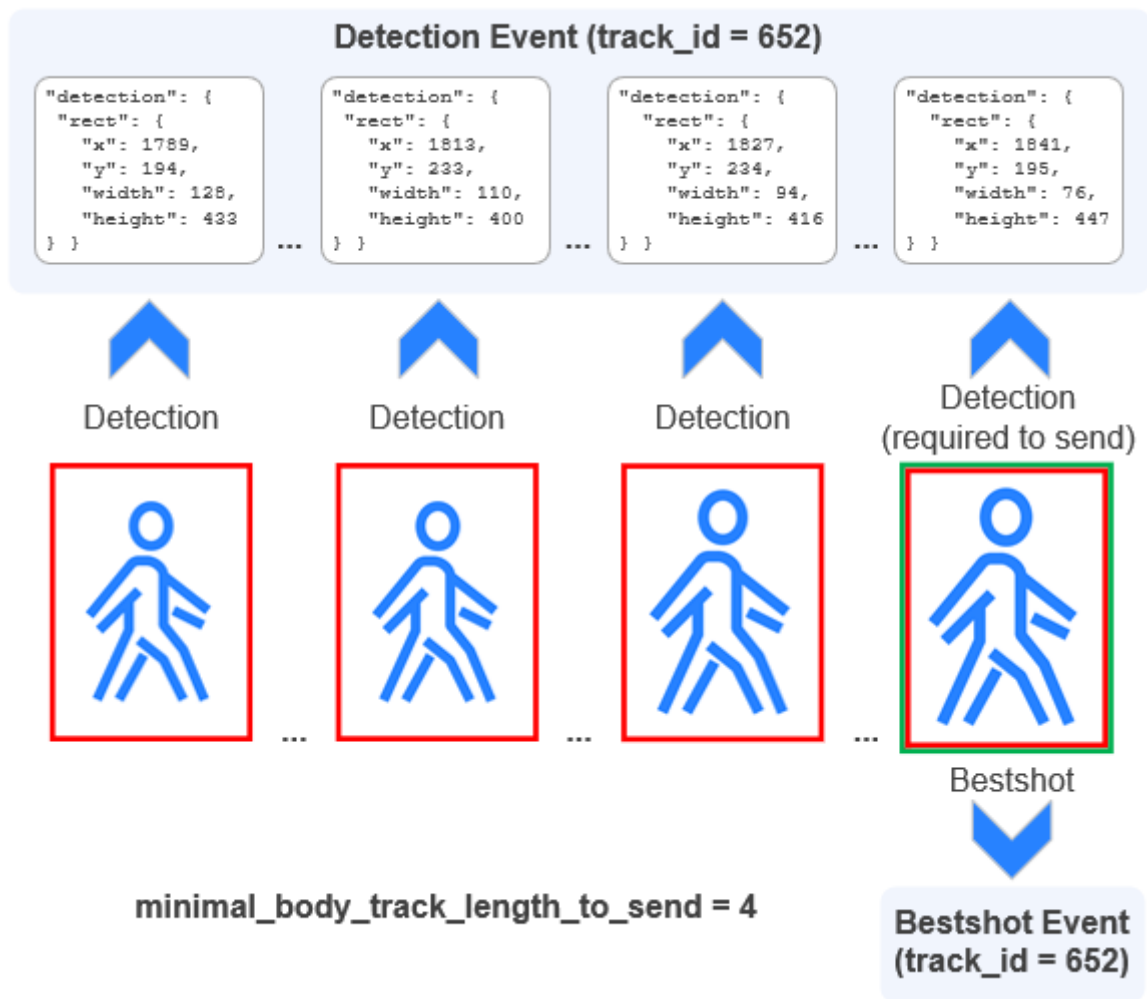 Detection Event (track_id = 652)
"detection": {
"rect": {
"x": 1789,
"y": 194,
"width": 128,
"height": 433
} }
...
"detection": {
"rect": {
"x": 1813,
"y": 233,
"width": 110,
"height": 400
} }
...
"detection": {
"rect": {
"x": 1827,
"y": 234,
"width": 94,
"height": 416
} }
...
"detection": {
"rect": {
"x": 1841,
"y": 195,
"width": 76,
"height": 447
} }
Detection
Detection
Detection
Detection
(required to send)
...
...
...
Bestshot
minimal_body_track_length_to_send = 4
Bestshot Event
(track_id = 652)